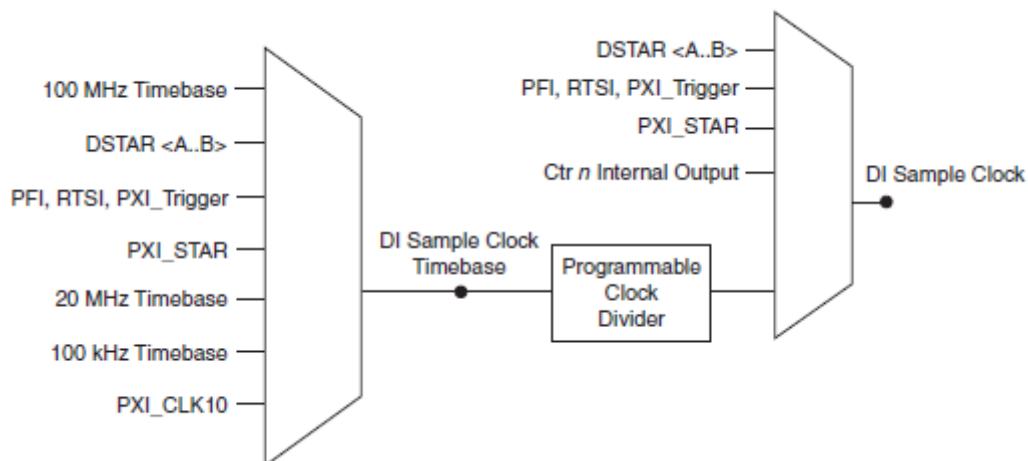 100 MHz Timebase
DSTAR <A..B>
PFI, RTSI, PXI_Trigger
PXI_STAR
20 MHz Timebase
100 kHz Timebase
PXI_CLK10
DI Sample Clock
Timebase
Programmable
Clock
Divider
DSTAR <A..B>
PFI, RTSI, PXI_Trigger
PXI_STAR
Ctr n Internal Output
DI Sample Clock